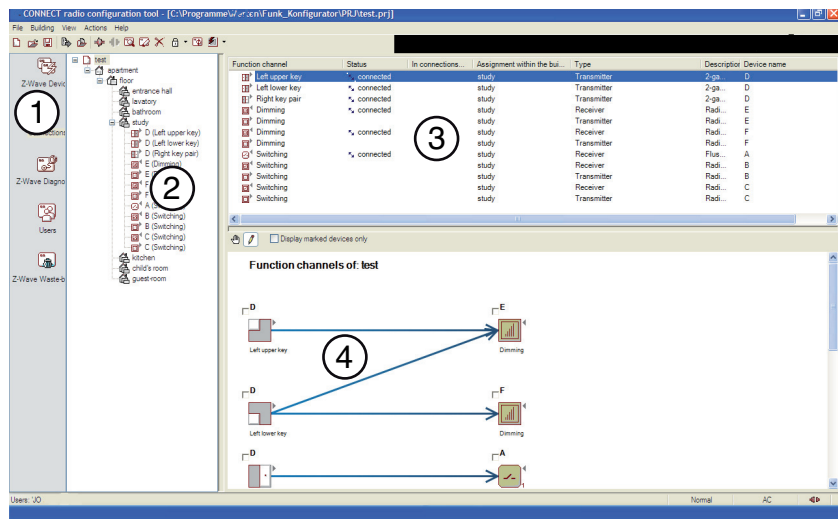 CONNECT radio configuration tool - [C:\Programme\ \Funk_Konfigurator\PRJ\test.prj]
File Building View Actions Help
Z-Wave Devic
1
Z-Wave Diagno
Users
Z-Wave Waste-b
test
apartment
floor
entrance hall
lavatory
bathroom
study
D (Left upper key)
D (Left lower key)
D (Right key pair)
E (Dimming)
E
F
F
A
B (Switching)
B (Switching)
C (Switching)
C (Switching)
kitchen
child's room
guest-room
2
Function channel Status In connections... Assignment within the bui... Type Description Device name
Left upper key connected study Transmitter 2-ga... D
Left lower key connected study Transmitter 2-ga... D
Right key pair connected study Transmitter 2-ga... D
Dimming connected study Receiver Radi... E
Dimming study Transmitter Radi... E
Dimming connected study Receiver Radi... F
Dimming study Transmitter Radi... F
Switching connected study Receiver Flus... A
Switching study Receiver Radi... B
Switching study Transmitter Radi... B
Switching study Receiver Radi... C
Switching study Transmitter Radi... C
3
Display marked devices only
Function channels of: test
D E
Left upper key Dimming
4
D F
Left lower key Dimming
D A
1
Users: 'JO Normal AC